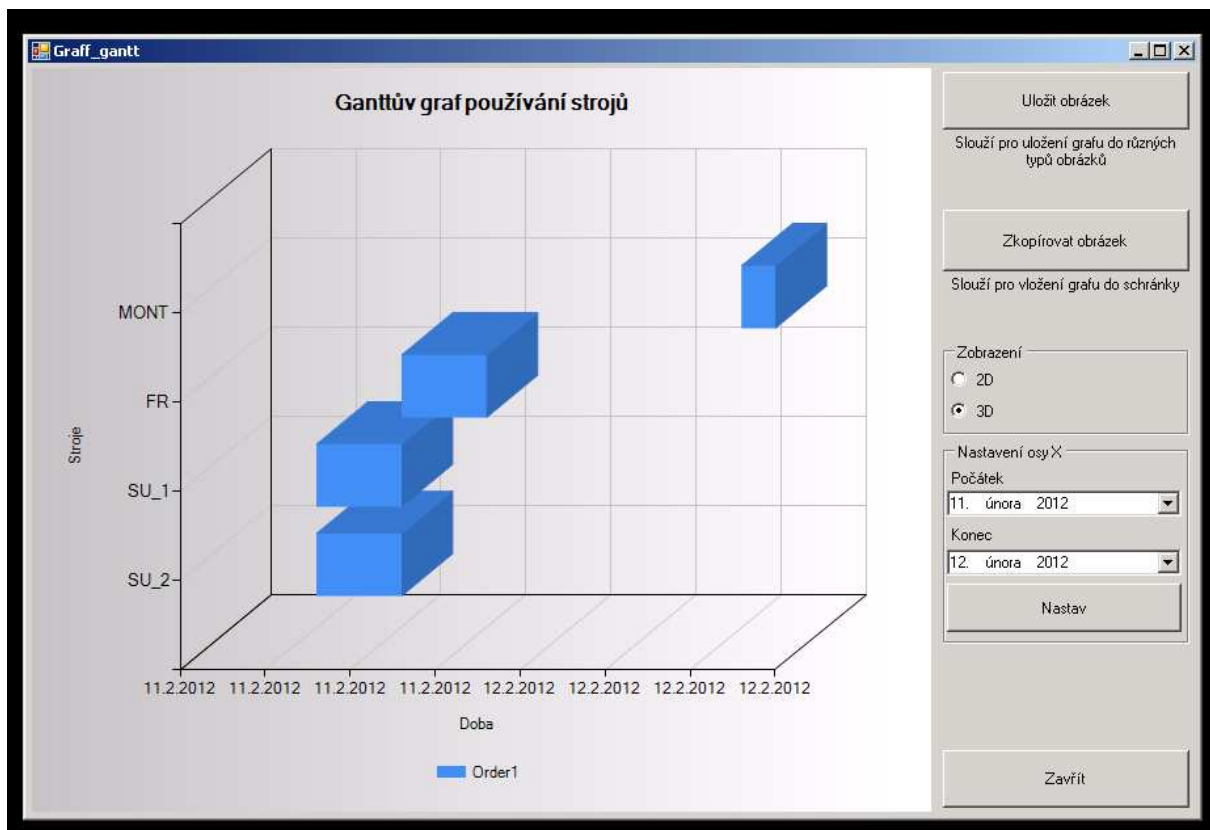 Graff_gantt
Ganttův graf používání strojů
MONT
FR
SU_1
SU_2
Stroje
11.2.2012 11.2.2012 11.2.2012 11.2.2012 12.2.2012 12.2.2012 12.2.2012 12.2.2012
Doba
Order1
Uložit obrázek
Slouží pro uložení grafu do různých
typů obrázků
Zkopírovat obrázek
Slouží pro vložení grafu do schránky
Zobrazení
2D
3D
Nastavení osy X
Počátek
11. února 2012
Konec
12. února 2012
Nastav
Zavřít